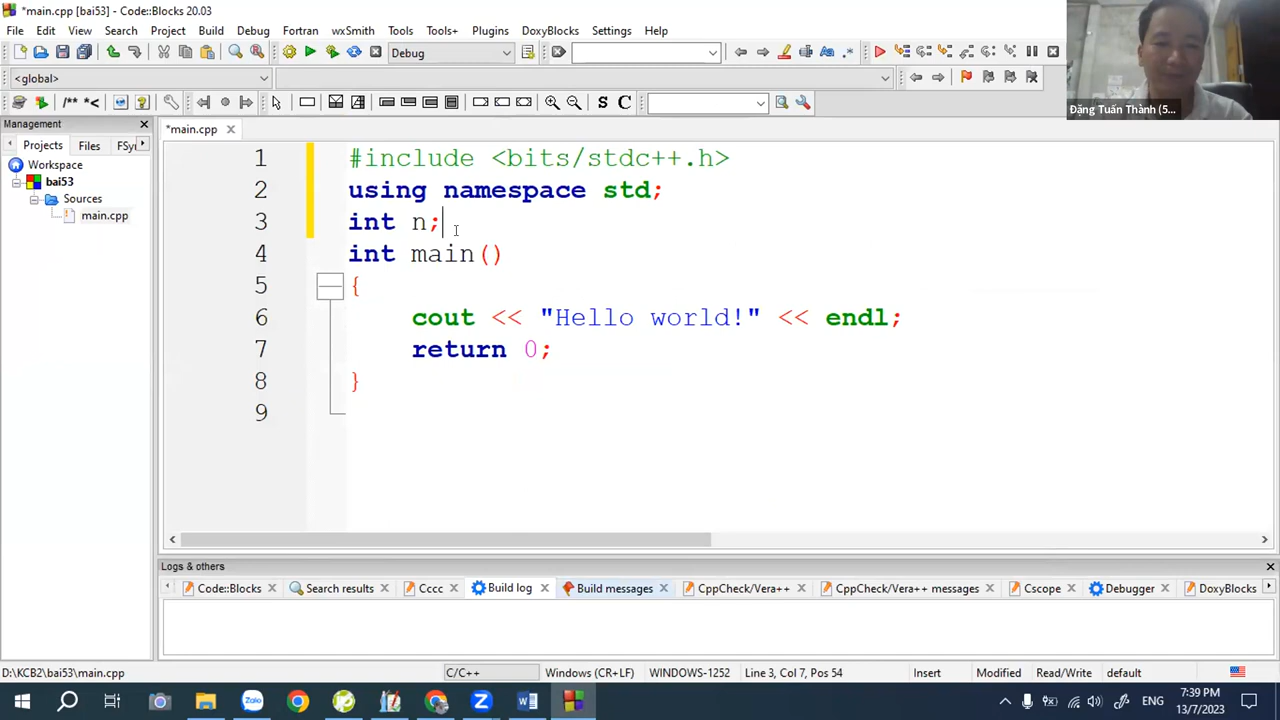 *main.cpp [bai53] - Code::Blocks 20.03
File Edit View Search Project Build Debug Fortran wxSmith Tools Tools+ Plugins DoxyBlocks Settings Help
Debug
<global>
/** *< S C
Đặng Tuấn Thành (5...
Management
Projects Files FSy
Workspace
bai53
Sources
main.cpp
*main.cpp
1 #include <bits/stdc++.h>
2 using namespace std;
3 int n;
4 int main()
5 {
6 cout << "Hello world!" << endl;
7 return 0;
8 }
9
Logs & others
Code::Blocks Search results Cccc Build log Build messages CppCheck/Vera++ CppCheck/Vera++ messages Cscope Debugger DoxyBlocks
D:\KCB2\bai53\main.cpp C/C++ Windows (CR+LF) WINDOWS-1252 Line 3, Col 7, Pos 54 Insert Modified Read/Write default
Zalo ENG 7:39 PM
13/7/2023